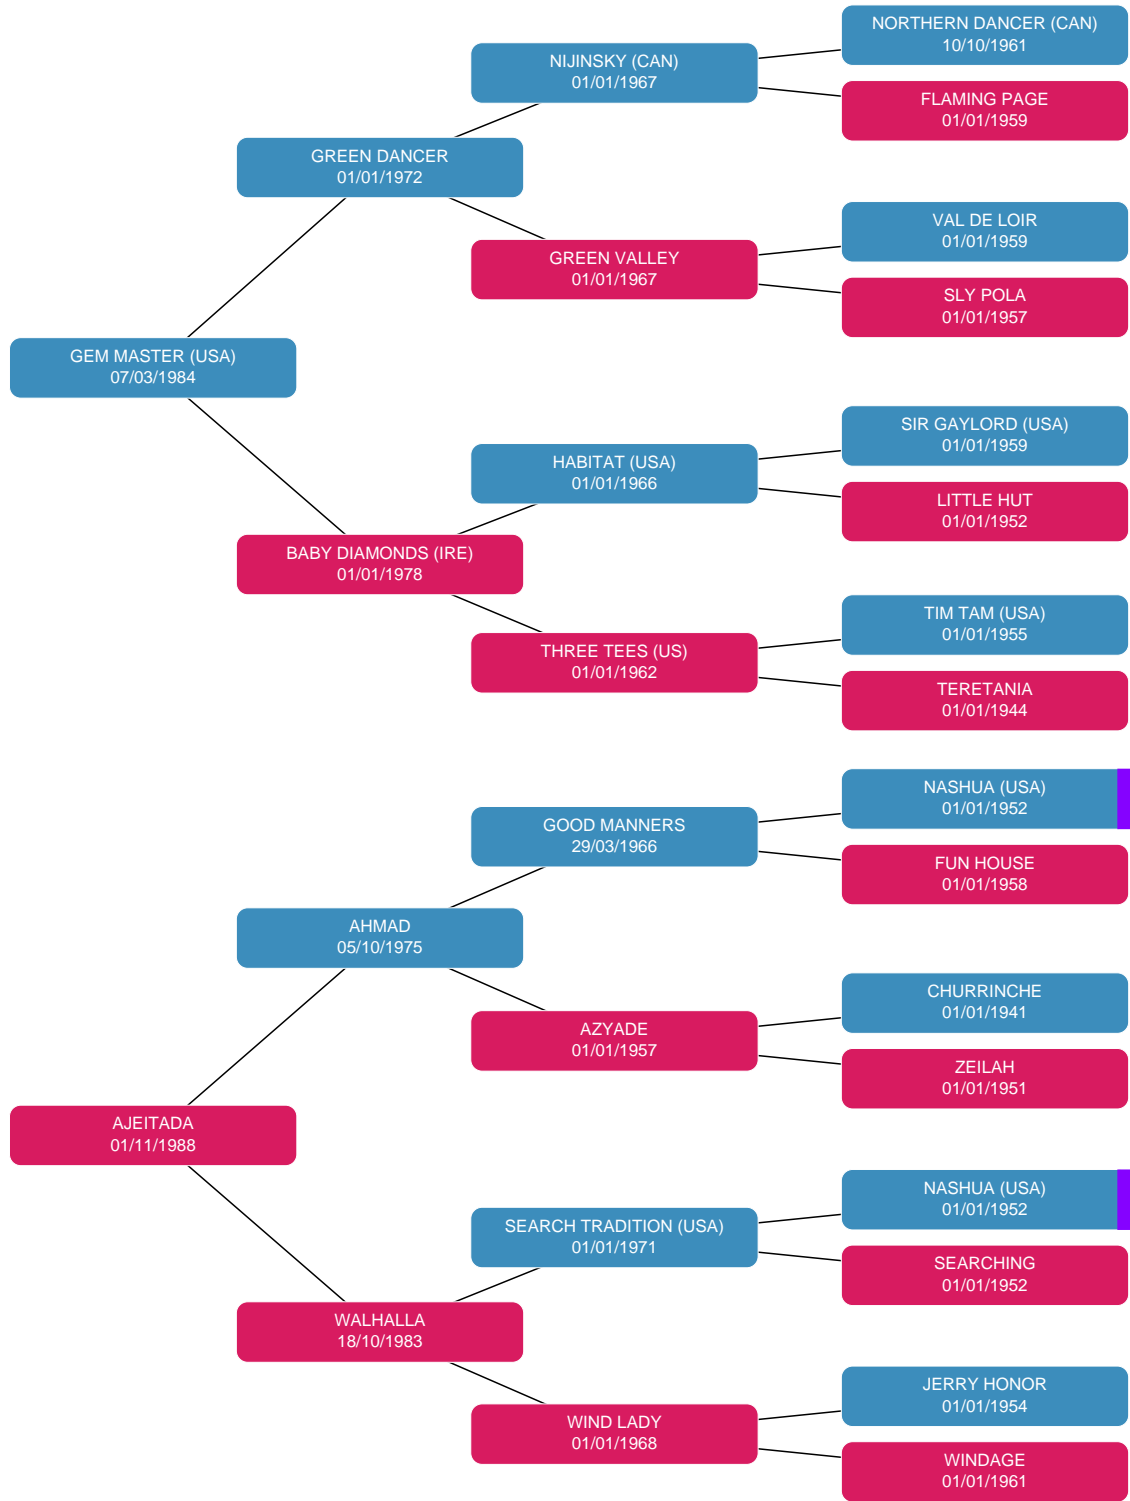 NORTHERN DANCER (CAN)
10/10/1961
NIJINSKY (CAN)
01/01/1967
FLAMING PAGE
01/01/1959
GREEN DANCER
01/01/1972
VAL DE LOIR
01/01/1959
GREEN VALLEY
01/01/1967
SLY POLA
01/01/1957
GEM MASTER (USA)
07/03/1984
SIR GAYLORD (USA)
01/01/1959
HABITAT (USA)
01/01/1966
LITTLE HUT
01/01/1952
BABY DIAMONDS (IRE)
01/01/1978
TIM TAM (USA)
01/01/1955
THREE TEES (US)
01/01/1962
TERETANIA
01/01/1944
NASHUA (USA)
01/01/1952
GOOD MANNERS
29/03/1966
FUN HOUSE
01/01/1958
AHMAD
05/10/1975
CHURRINCHE
01/01/1941
AZYADE
01/01/1957
ZEILAH
01/01/1951
AJEITADA
01/11/1988
NASHUA (USA)
01/01/1952
SEARCH TRADITION (USA)
01/01/1971
SEARCHING
01/01/1952
WALHALLA
18/10/1983
JERRY HONOR
01/01/1954
WIND LADY
01/01/1968
WINDAGE
01/01/1961